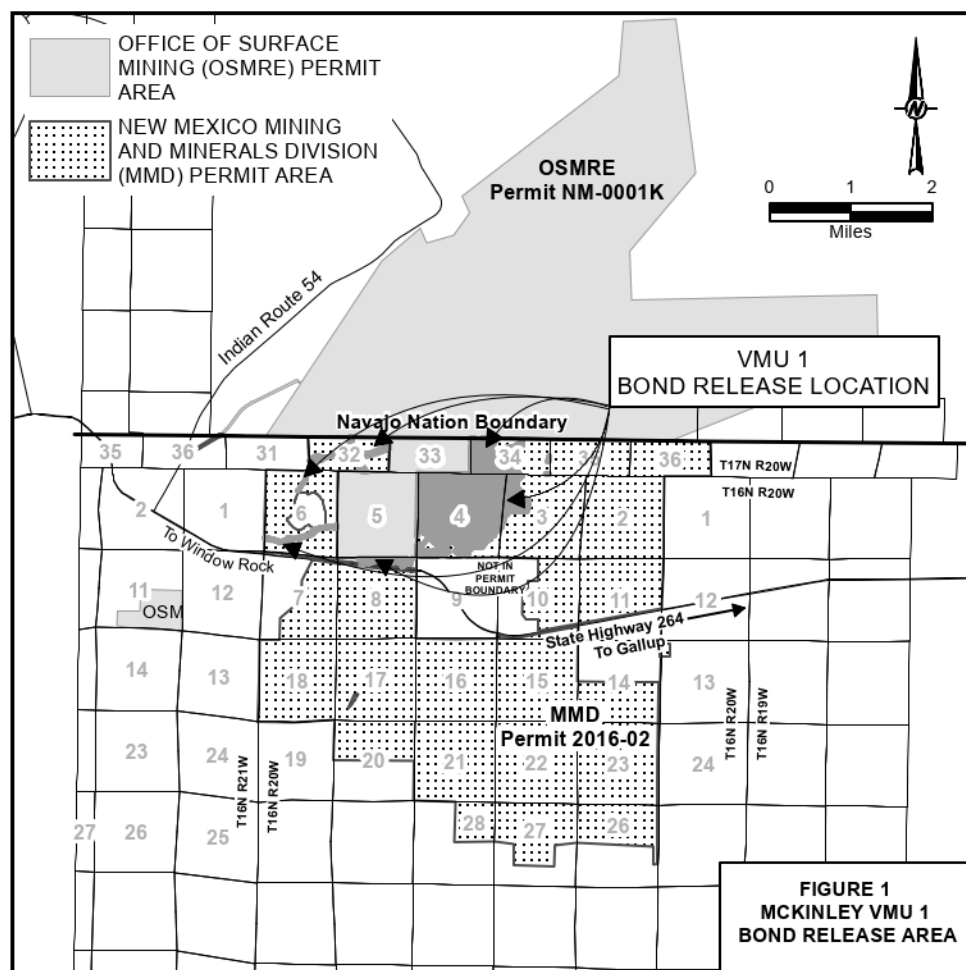 OFFICE OF SURFACE
MINING (OSMRE) PERMIT
AREA
NEW MEXICO MINING
AND MINERALS DIVISION
(MMD) PERMIT AREA
N
0 1 2
Miles
OSMRE
Permit NM-0001K
Indian Route 54
VMU 1
BOND RELEASE LOCATION
Navajo Nation Boundary
35 36 31 32 33 34 35 36
T17N R20W
T16N R20W
2 1 6 5 4 3 2 1
To Window Rock
NOT IN
PERMIT
BOUNDARY
11 12 7 8 9 10 11 12
OSM
State Highway 264
To Gallup
14 13 18 17 16 15 14 13
MMD
Permit 2016-02
T16N R20W
T16N R19W
23 24 19 20 21 22 23 24
T16N R21W
T16N R20W
27 26 25 28 27 26
FIGURE 1
MCKINLEY VMU 1
BOND RELEASE AREA